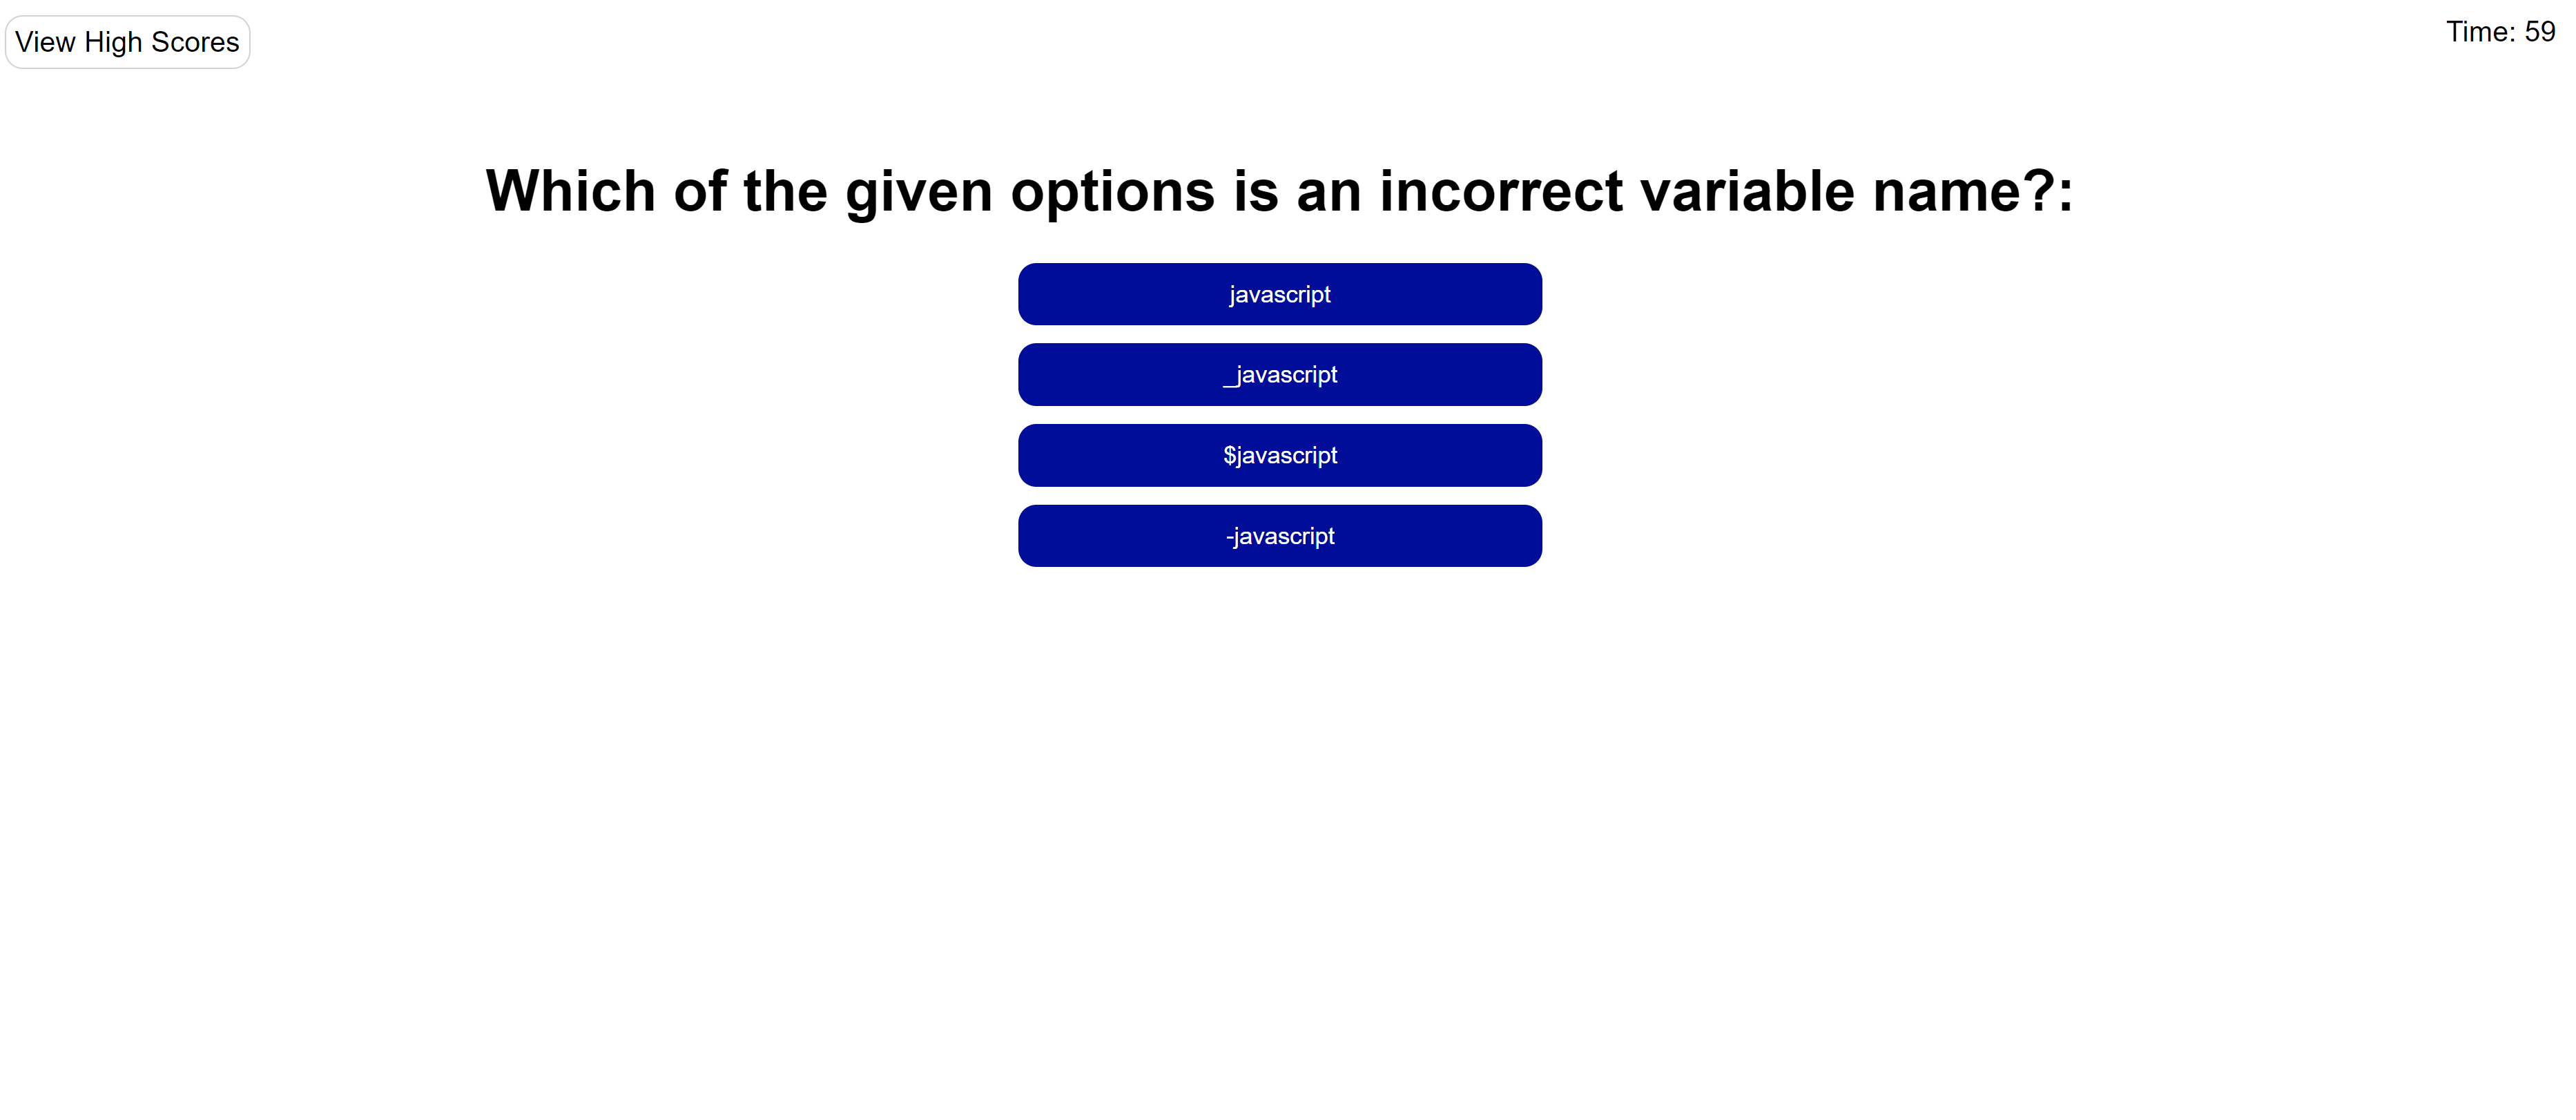 View High Scores
Time: 59
Which of the given options is an incorrect variable name?:
javascript
_javascript
$javascript
-javascript